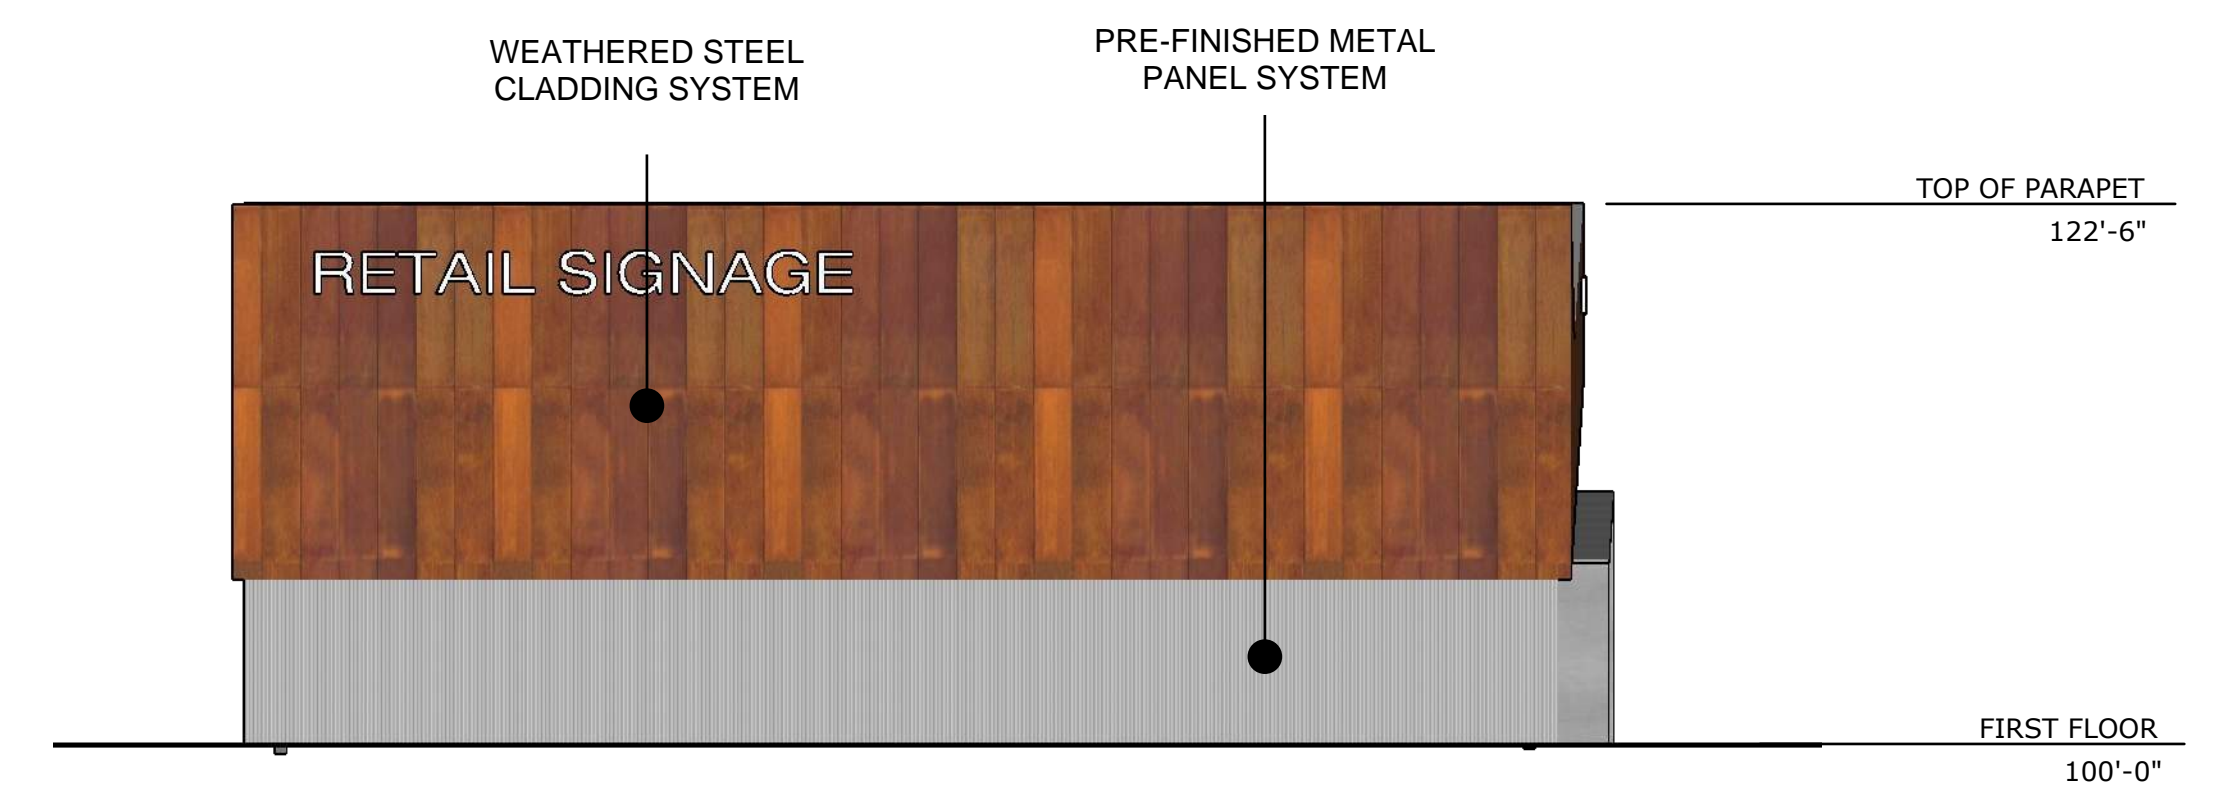 WEATHERED STEEL
CLADDING SYSTEM
PRE-FINISHED METAL
PANEL SYSTEM
TOP OF PARAPET
122'-6"
RETAIL SIGNAGE
FIRST FLOOR
100'-0"